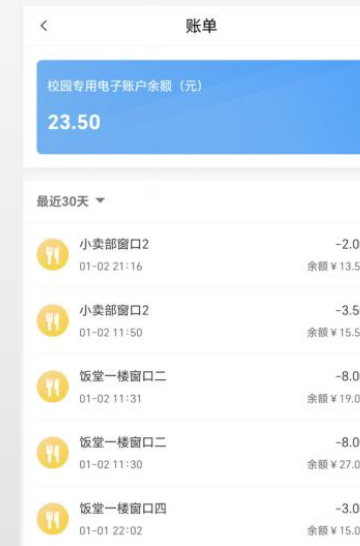 账单
校园专用电子账户余额（元）
23.50
最近30天
小卖部窗口2
-2.0
01-02 21:16
余额￥13.5
小卖部窗口2
-3.5
01-02 11:50
余额￥15.5
饭堂一楼窗口二
-8.0
01-02 11:31
余额￥19.0
饭堂一楼窗口二
-8.0
01-02 11:30
余额￥27.0
饭堂一楼窗口四
-3.0
01-01 22:02
余额￥15.0